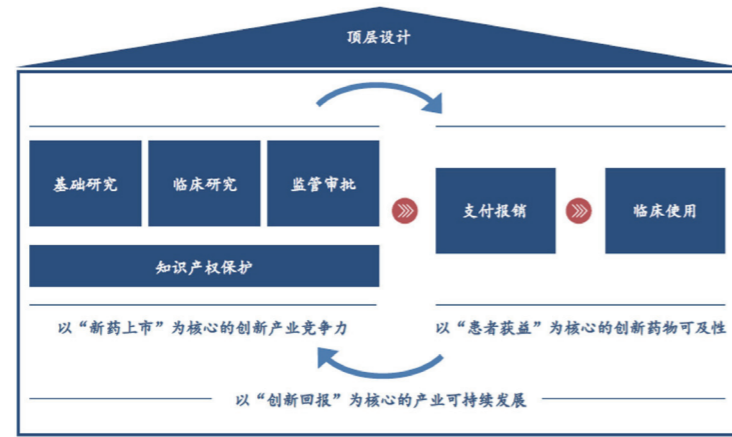 顶层设计
基础研究
临床研究
监管审批
支付报销
临床使用
知识产权保护
以“新药上市”为核心的创新产业竞争力
以“患者获益”为核心的创新药物可及性
以“创新回报”为核心的产业可持续发展